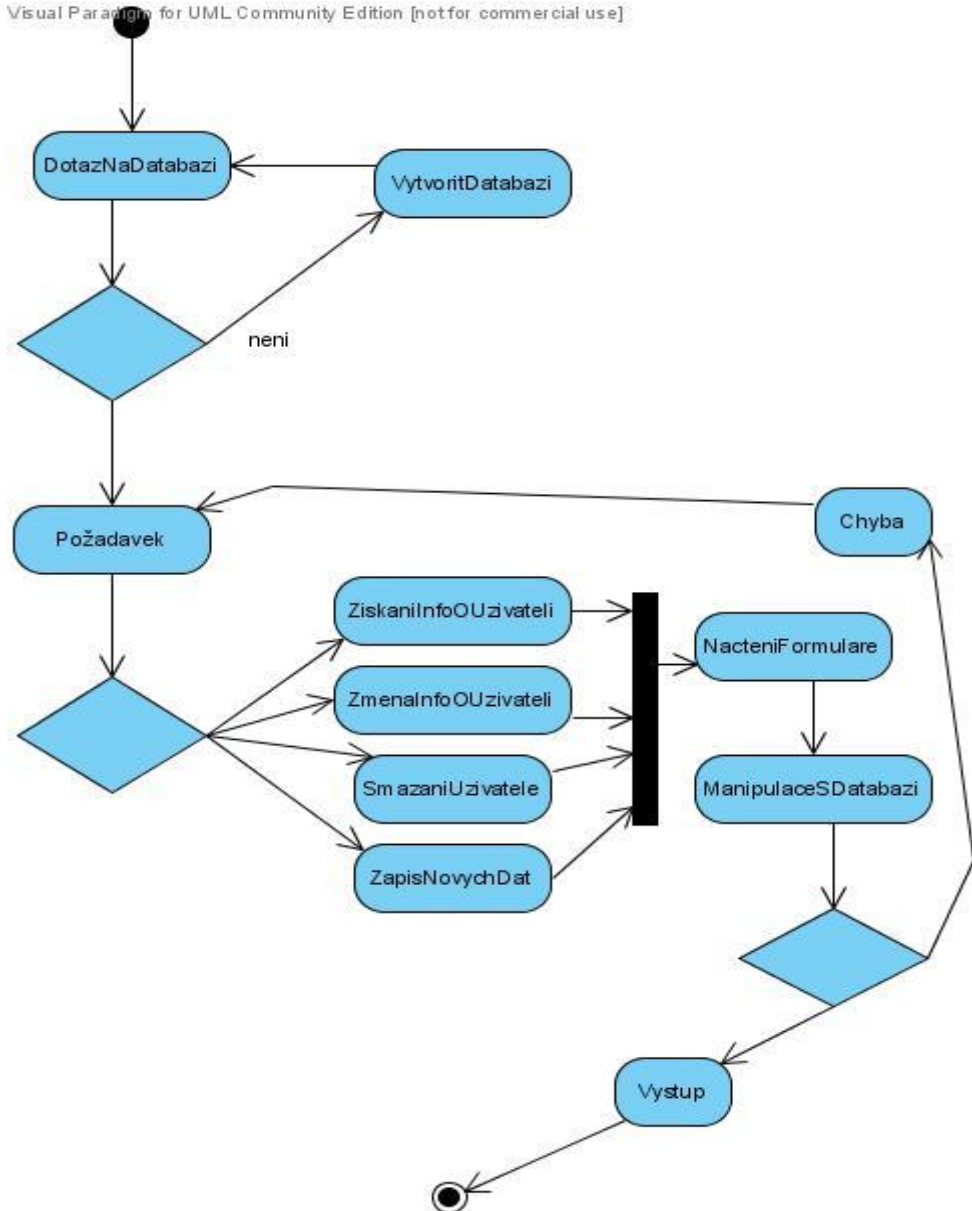 Visual Paradigm for UML Community Edition [not for commercial use]
DotazNaDatabazi
VytvoritDatabazi
neni
Požadavek
Chyba
ZiskaniInfoOUzivateli
NacteniFormulare
ZmenaInfoOUzivateli
SmazaniUzivatele
ManipulaceSDatabazi
ZapisNovychDat
Vystup